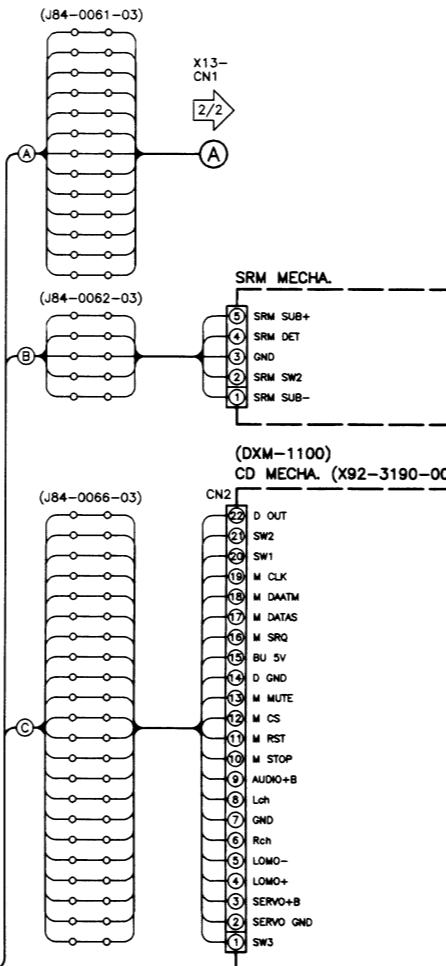 (J84-0061-03)
X13-
CN1
2/2
A
A
SRM MECHA.
(J84-0062-03)
B
5 SRM SUB+
4 SRM DET
3 GND
2 SRM SW2
1 SRM SUB-
(DXM-1100)
CD MECHA. (X92-3190-00
(J84-0066-03)
CN2
C
22 D OUT
21 SW2
20 SW1
19 M CLK
18 M DAATM
17 M DATAS
16 M SRQ
15 BU 5V
14 D GND
13 M MUTE
12 M CS
11 M RST
10 M STOP
9 AUDIO+B
8 Lch
7 GND
6 Rch
5 LOMO-
4 LOMO+
3 SERVO+B
2 SERVO GND
1 SW3